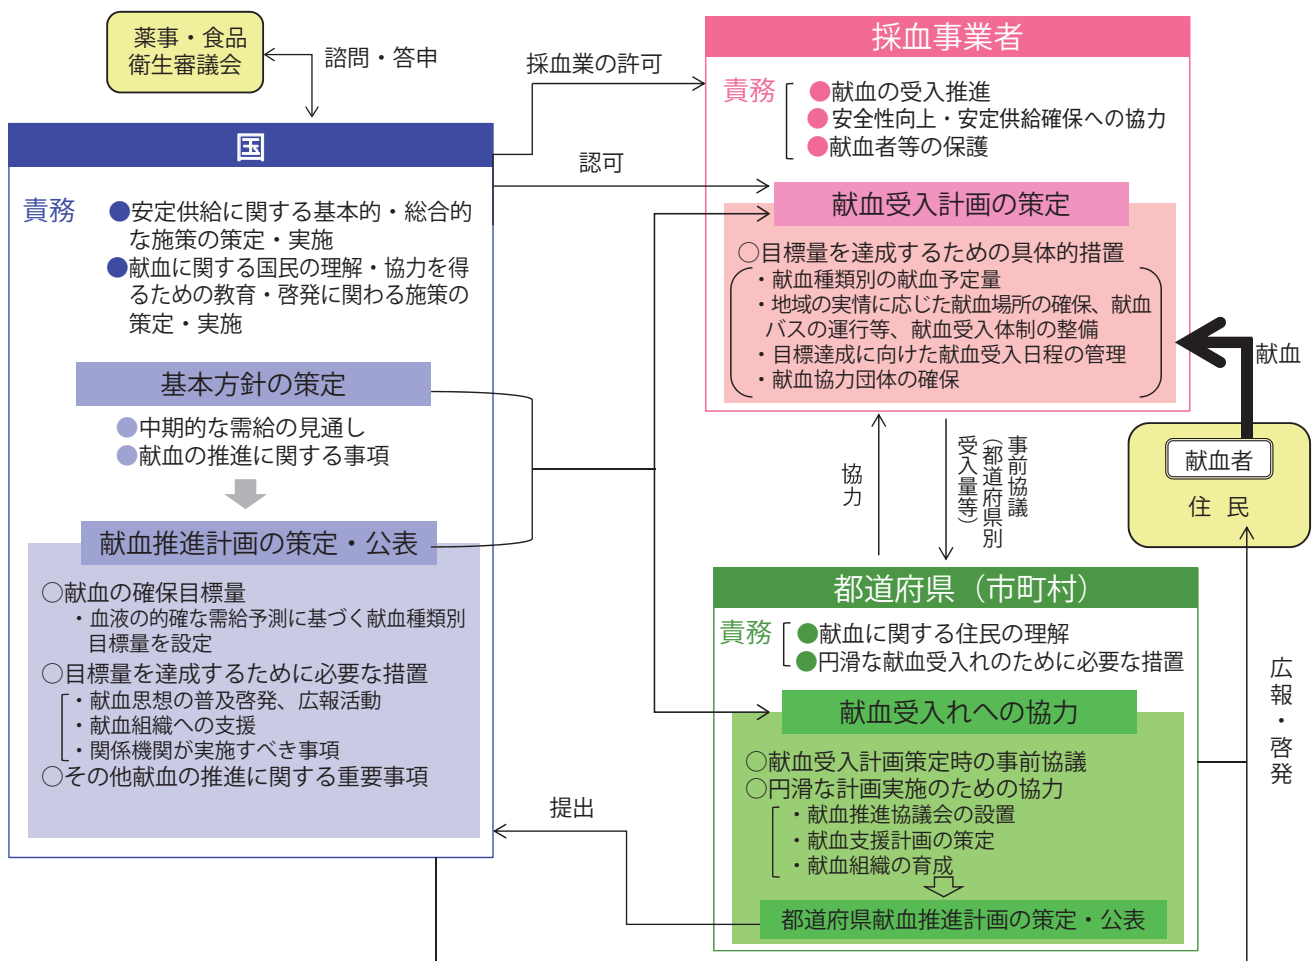 薬事・食品
衛生審議会
諮問・答申
国
責務
●安定供給に関する基本的・総合的
な施策の策定・実施
●献血に関する国民の理解・協力を得
るための教育・啓発に関わる施策の
策定・実施
基本方針の策定
●中期的な需給の見通し
●献血の推進に関する事項
献血推進計画の策定・公表
○献血の確保目標量
・血液の的確な需給予測に基づく献血種類別
目標量を設定
○目標量を達成するために必要な措置
・献血思想の普及啓発、広報活動
・献血組織への支援
・関係機関が実施すべき事項
○その他献血の推進に関する重要事項
採血業の許可
認可
採血事業者
責務
●献血の受入推進
●安全性向上・安定供給確保への協力
●献血者等の保護
献血受入計画の策定
○目標量を達成するための具体的措置
・献血種類別の献血予定量
・地域の実情に応じた献血場所の確保、献血
バスの運行等、献血受入体制の整備
・目標達成に向けた献血受入日程の管理
・献血協力団体の確保
献血
献血者
住民
協力
事前協議
（都道府県別
受入量等）
都道府県（市町村）
責務
●献血に関する住民の理解
●円滑な献血受入れのために必要な措置
献血受入れへの協力
○献血受入計画策定時の事前協議
○円滑な計画実施のための協力
・献血推進協議会の設置
・献血支援計画の策定
・献血組織の育成
都道府県献血推進計画の策定・公表
提出
広報・啓発